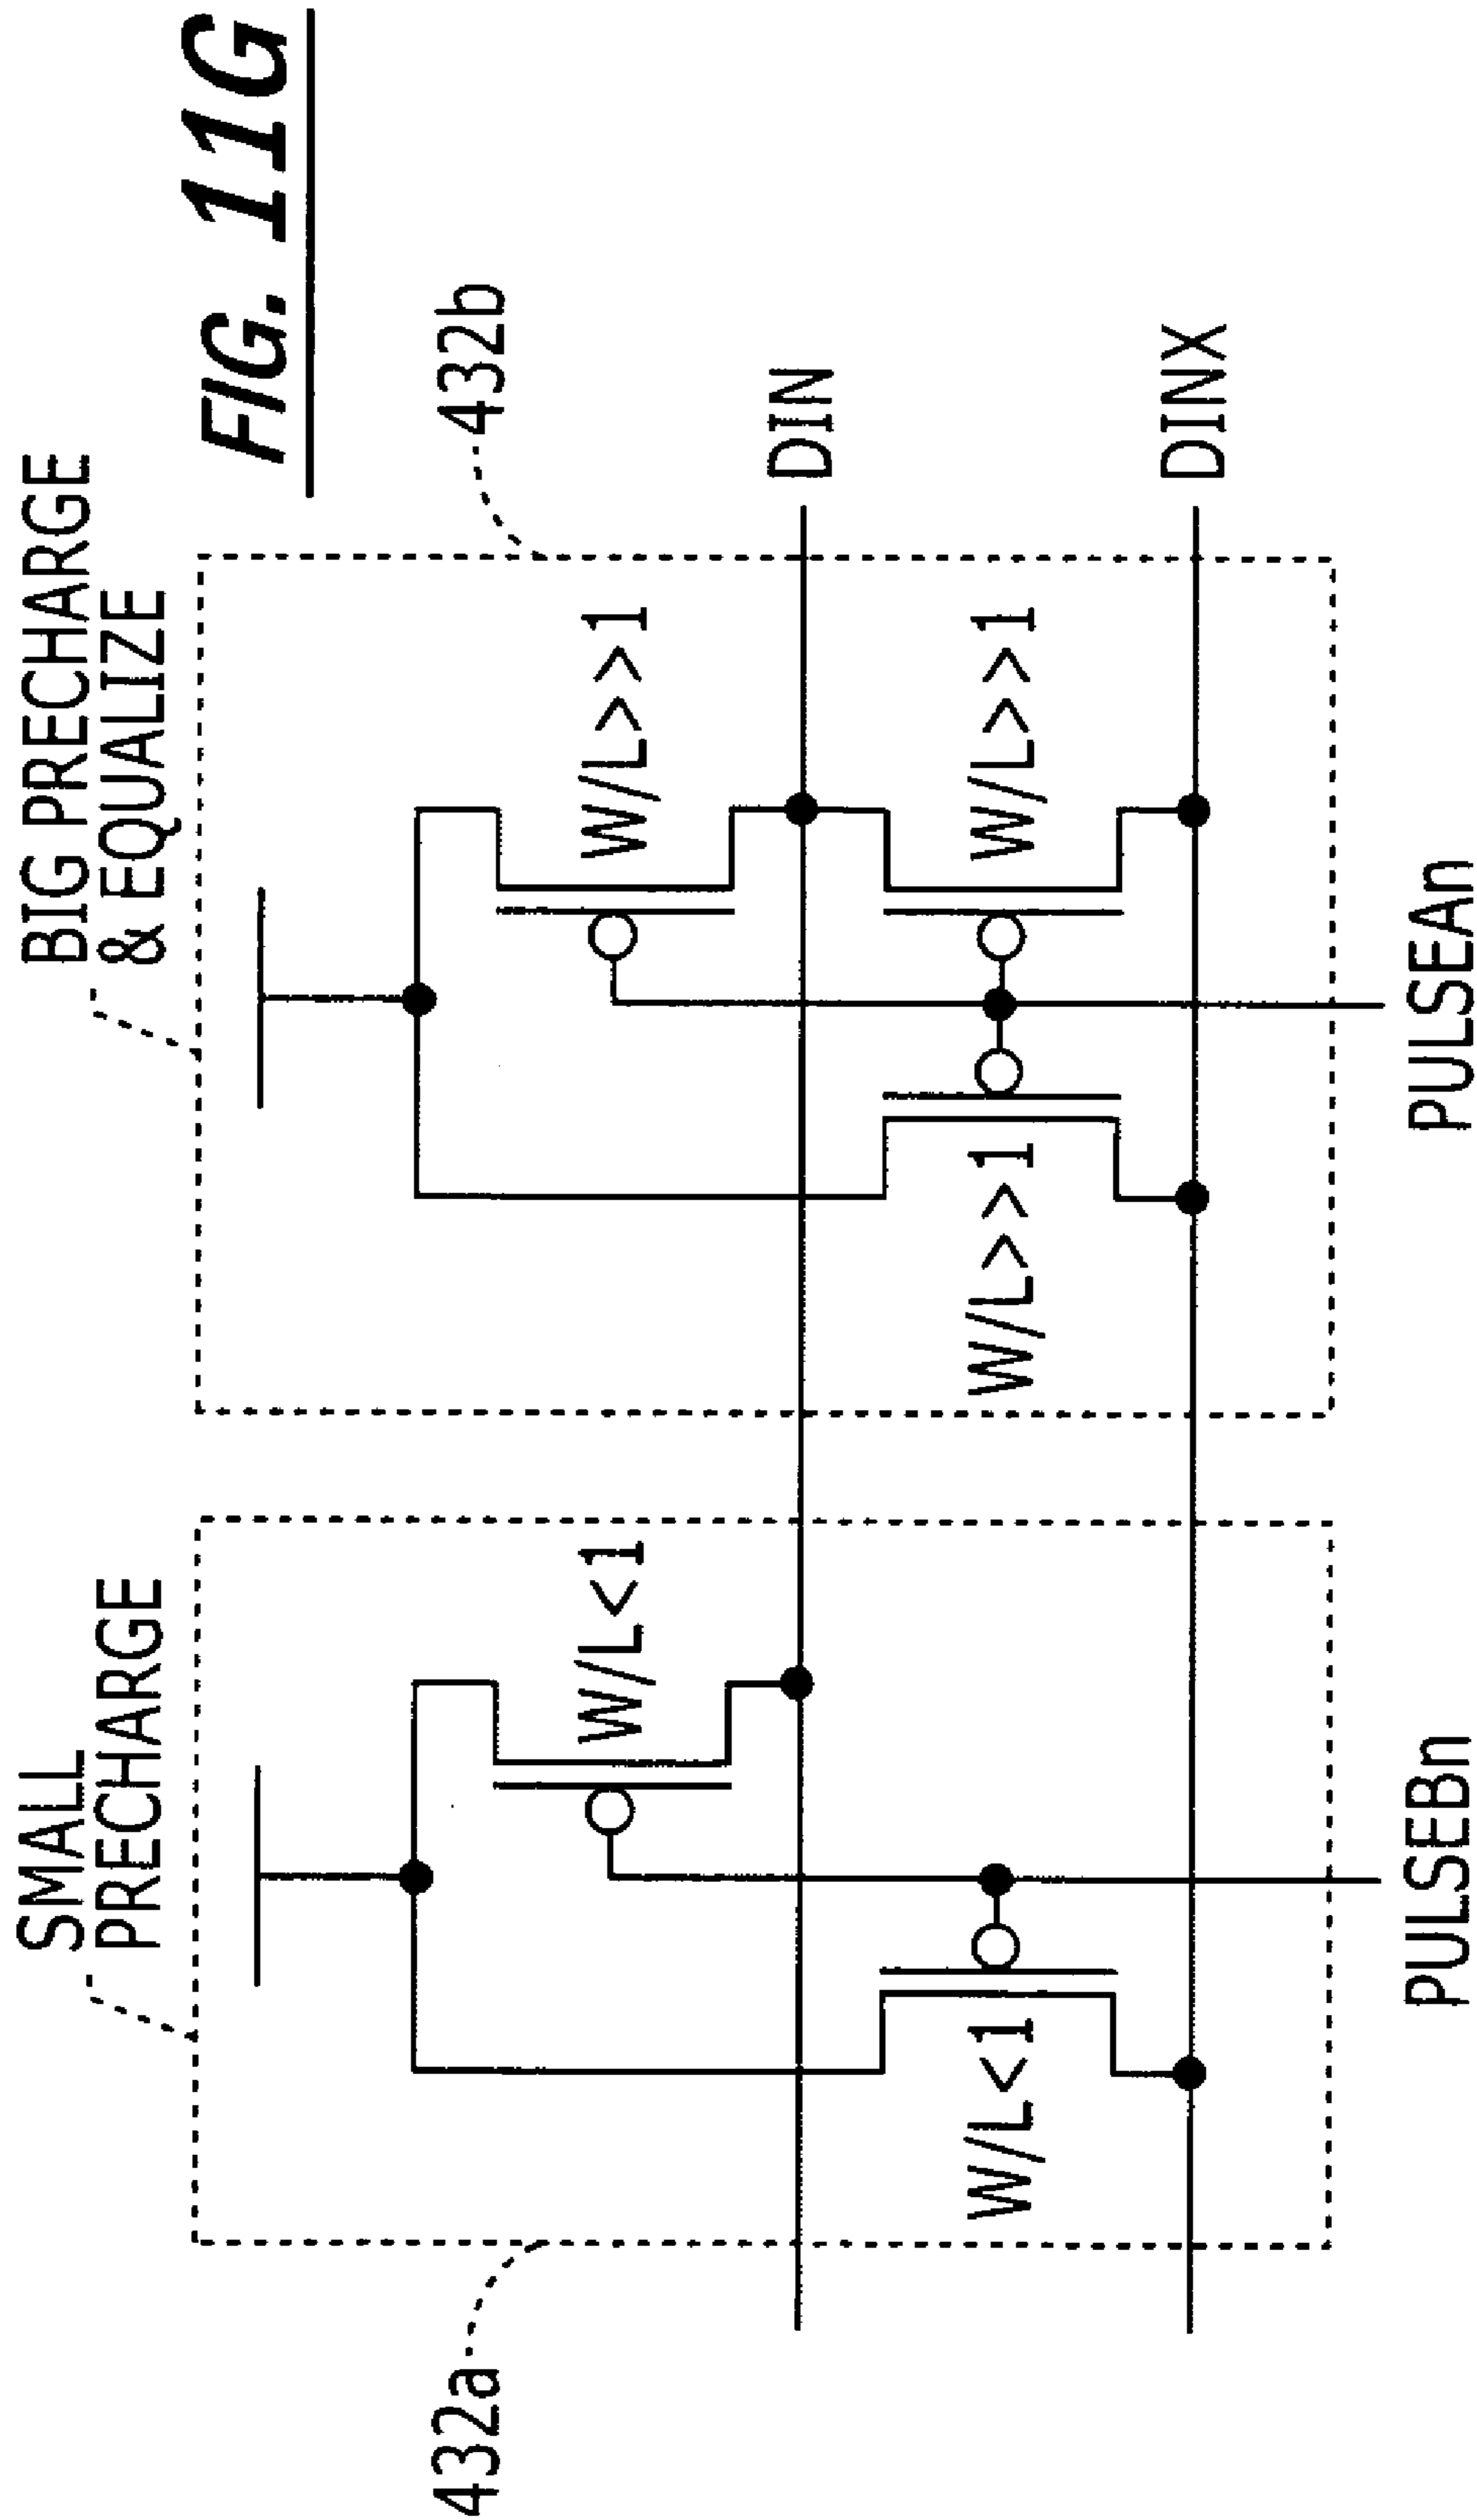 FIG. 11G
SMALL
PRECHARGE
BIG PRECHARGE
& EQUALIZE
432a
432b
W/L<1
W/L>>1
DIN
W/L<1
W/L>>1
W/L>>1
DINX
PULSEBn
PULSEAn